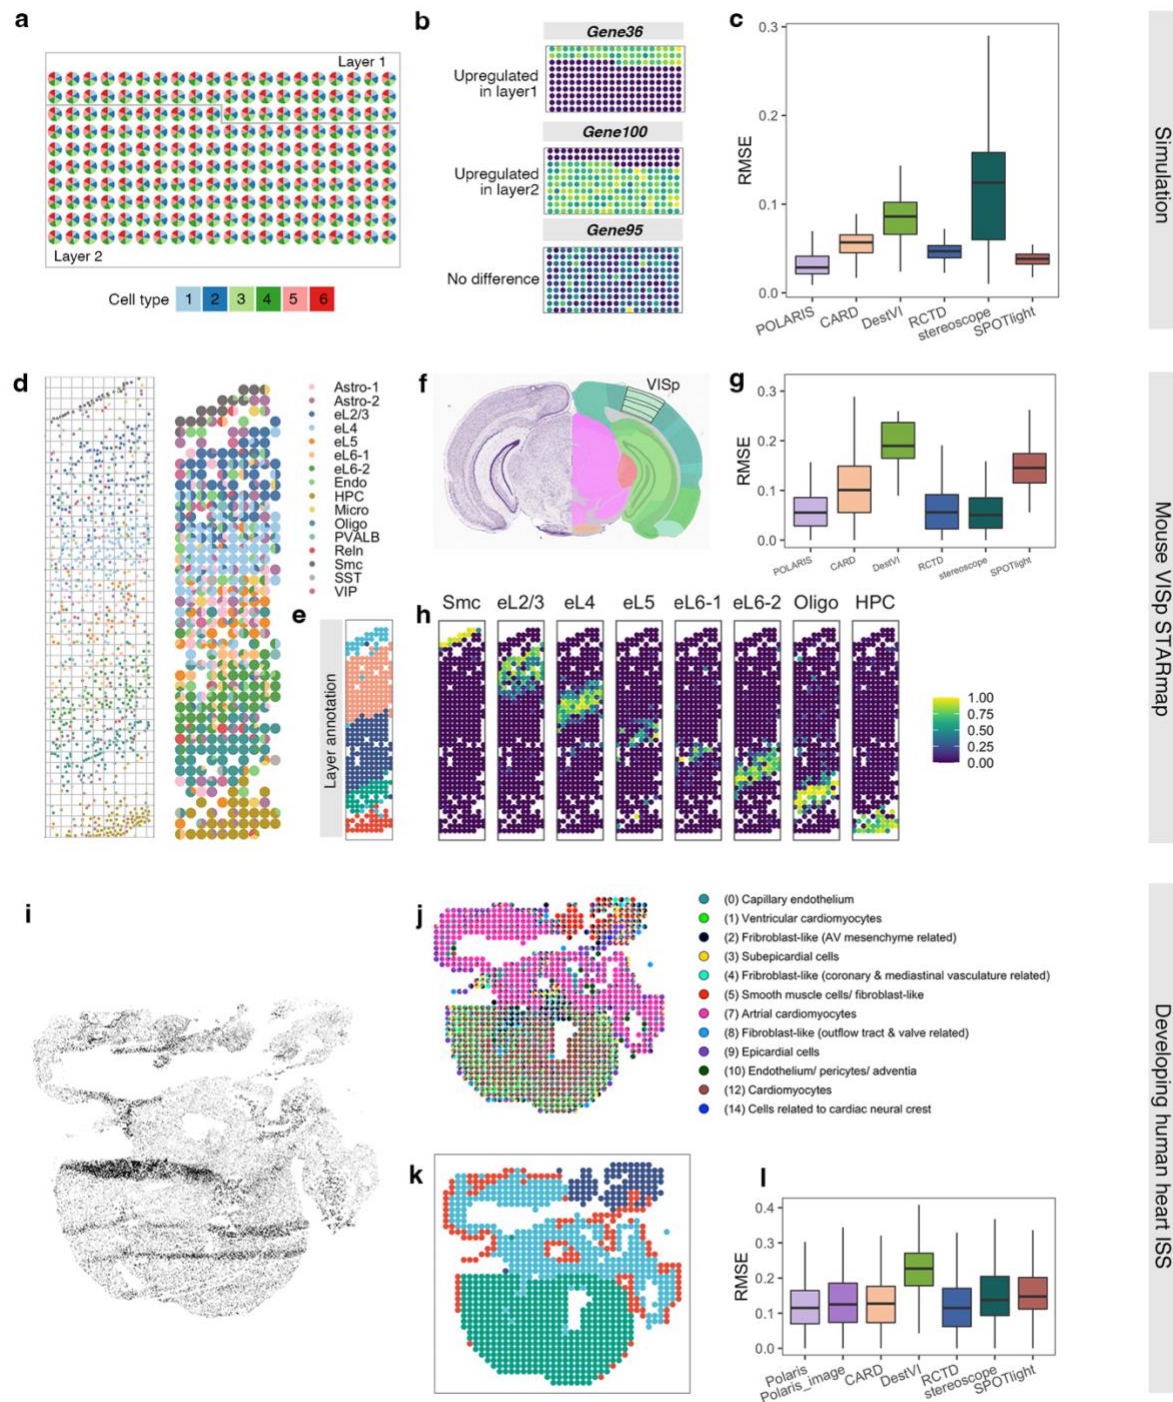 a
Layer 1
Layer 2
Cell type 1 2 3 4 5 6
b
Gene36
Upregulated
in layer1
Gene100
Upregulated
in layer2
Gene95
No difference
c
0.3
0.2
0.1
0.0
RMSE
POLARIS
CARD
DestVI
RCTD
stereoscope
SPOTlight
Simulation
d
Astro-1
Astro-2
eL2/3
eL4
eL5
eL6-1
eL6-2
Endo
HPC
Micro
Oligo
PVALB
Reln
Smc
SST
VIP
e
Layer annotation
f
VISp
g
0.3
0.2
0.1
0.0
RMSE
POLARIS
CARD
DestVI
RCTD
stereoscope
SPOTlight
h
Smc eL2/3 eL4 eL5 eL6-1 eL6-2 Oligo HPC
1.00
0.75
0.50
0.25
0.00
Mouse VISp STARmap
i
j
(0) Capillary endothelium
(1) Ventricular cardiomyocytes
(2) Fribroblast-like (AV mesenchyme related)
(3) Subepicardial cells
(4) Fribroblast-like (coronary & mediastinal vasculature related)
(5) Smooth muscle cells/ fibroblast-like
(7) Artrial cardiomyocytes
(8) Fibroblast-like (outflow tract & valve related)
(9) Epicardial cells
(10) Endothelium/ pericytes/ adventia
(12) Cardiomyocytes
(14) Cells related to cardiac neural crest
k
l
0.4
0.3
0.2
0.1
0.0
RMSE
Polaris
Polaris_image
CARD
DestVI
RCTD
stereoscope
SPOTlight
Developing human heart ISS